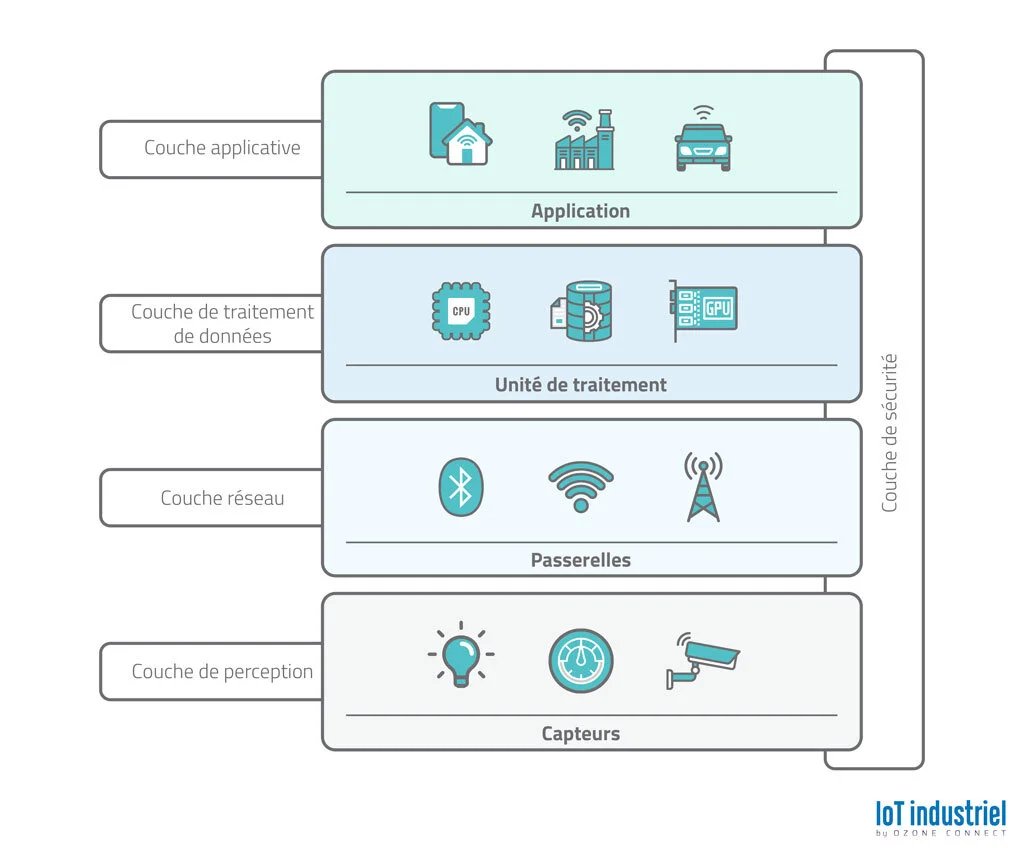 Couche applicative
Application
Couche de traitement
de données
CPU
GPU
Unité de traitement
Couche réseau
Passerelles
Couche de perception
Capteurs
Couche de sécurité
IoT industriel
by OZONE CONNECT